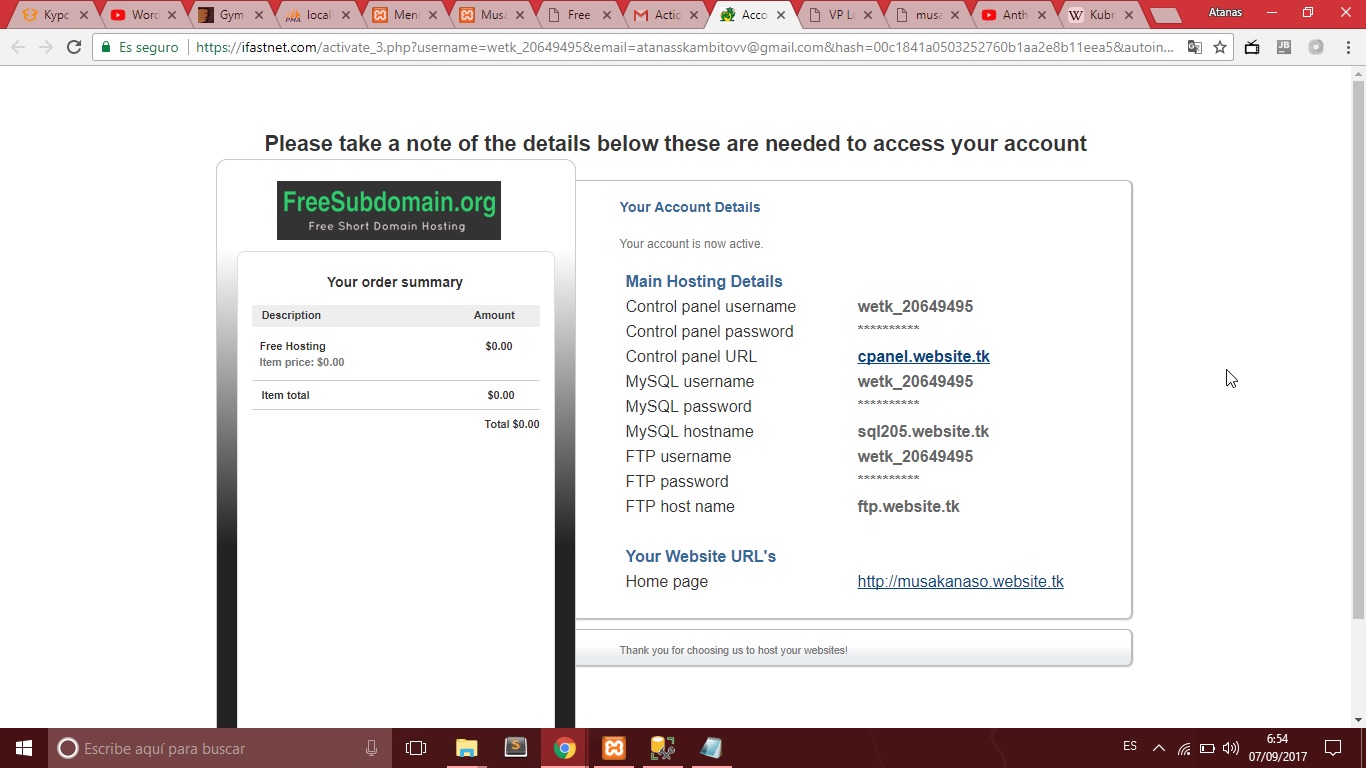 Курс
Worc
Gym
locall
Meni
Musa
Free
Actic
Acco
VP Lo
musa
Anth
Kubr
Atanas
Es seguro
https://ifastnet.com/activate_3.php?username=wetk_20649495&email=atanasskambitovv@gmail.com&hash=00c1841a0503252760b1aa2e8b11eea5&autoin...
Please take a note of the details below these are needed to access your account
FreeSubdomain.org
Free Short Domain Hosting
Your order summary
Description Amount
Free Hosting $0.00
Item price: $0.00
Item total $0.00
Total $0.00
Your Account Details
Your account is now active.
Main Hosting Details
Control panel username wetk_20649495
Control panel password **********
Control panel URL cpanel.website.tk
MySQL username wetk_20649495
MySQL password **********
MySQL hostname sql205.website.tk
FTP username wetk_20649495
FTP password **********
FTP host name ftp.website.tk
Your Website URL's
Home page http://musakanaso.website.tk
Thank you for choosing us to host your websites!
Escribe aquí para buscar
ES
6:54
07/09/2017